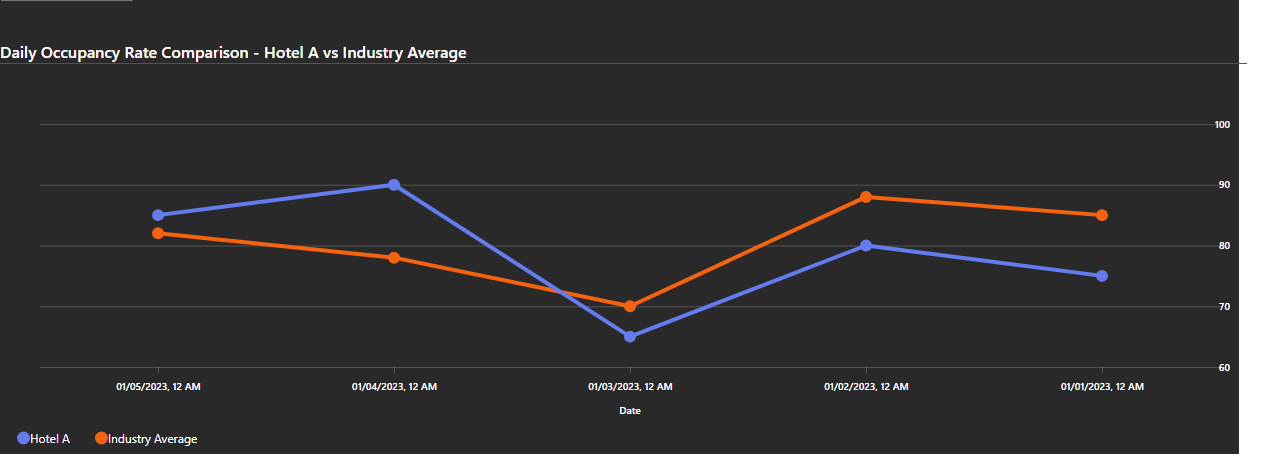 Daily Occupancy Rate Comparison - Hotel A vs Industry Average
100
90
80
70
60
01/05/2023, 12 AM 01/04/2023, 12 AM 01/03/2023, 12 AM 01/02/2023, 12 AM 01/01/2023, 12 AM
Date
Hotel A Industry Average